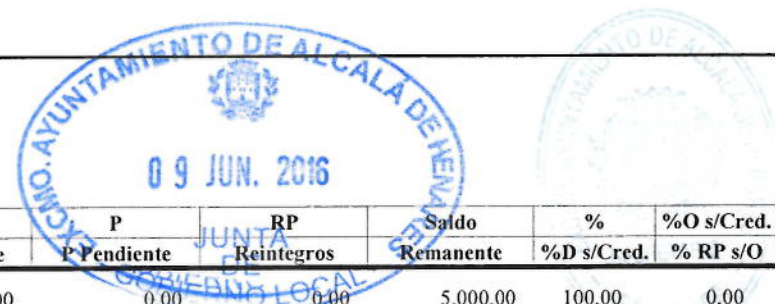 EXCMO. AYUNTAMIENTO DE ALCALÁ DE HENARES
09 JUN. 2016
JUNTA
DE
GOBIERNO LOCAL
P RP Saldo % %O s/Cred.
P Pendiente Reintegros Remanente %D s/Cred. % RP s/O
0.00 0.00 5.000.00 100.00 0.00